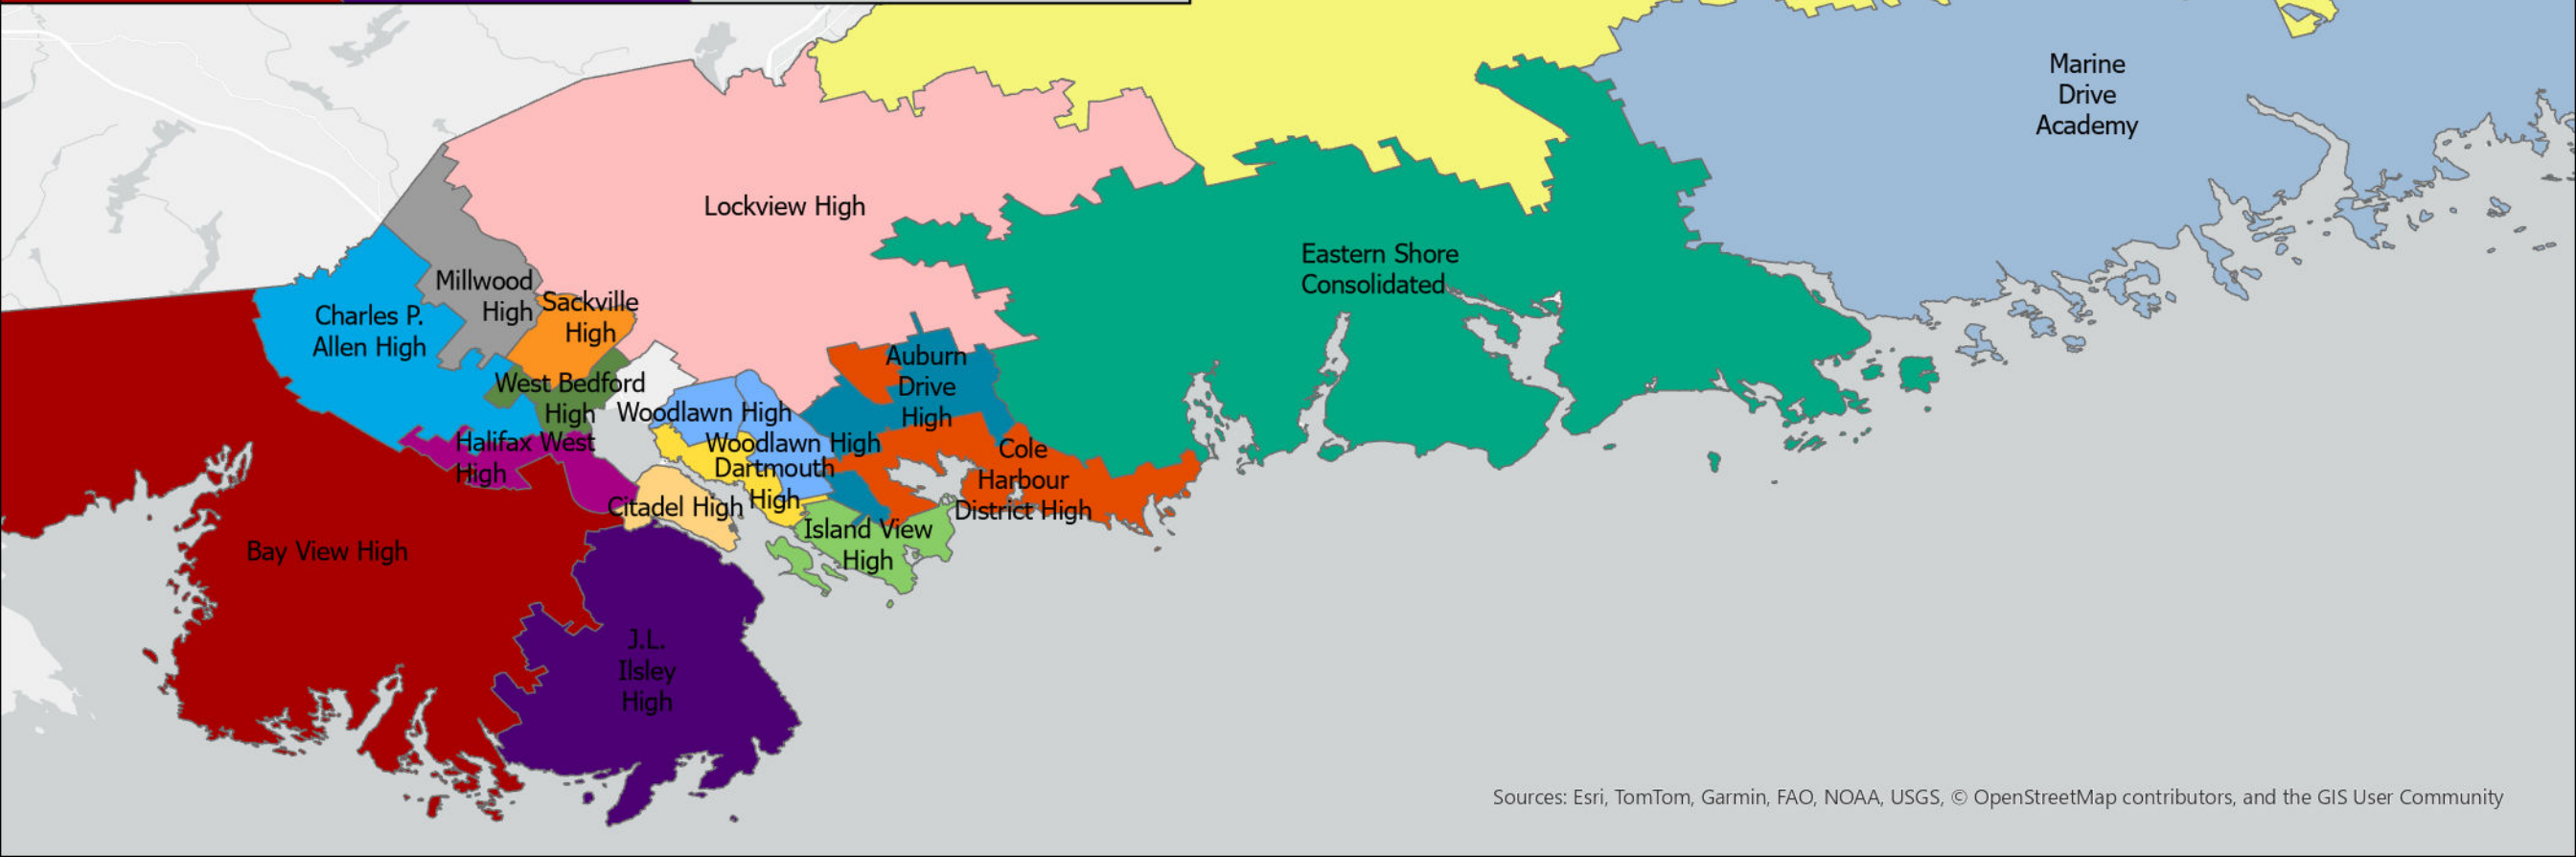 Marine
Drive
Academy
Lockview High
Eastern Shore
Consolidated
Millwood
High
Sackville
High
Charles P.
Allen High
Auburn
Drive
High
West Bedford
High
Woodlawn High
Halifax West
High
Woodlawn High
Dartmouth
High
Cole
Harbour
District High
Citadel High
Island View
High
Bay View High
J.L.
Ilsley
High
Sources: Esri, TomTom, Garmin, FAO, NOAA, USGS, © OpenStreetMap contributors, and the GIS User Community